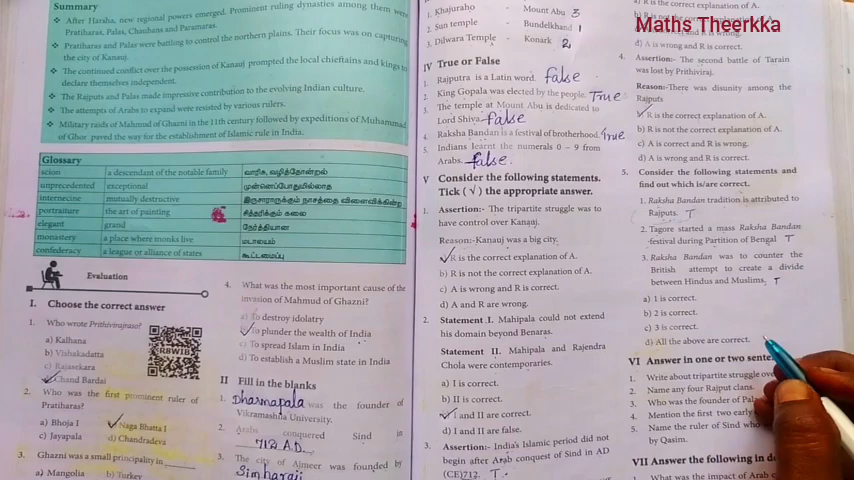 Summary
After Harsha, new regional powers emerged. Prominent ruling dynasties among them were
Pratiharas, Palas, Chauhans and Paramaras.
Pratiharas and Palas were battling to control the northern plains. Their focus was on capturing
the city of Kanauj.
The continued conflict over the possession of Kanauj prompted the local chieftains and kings to
declare themselves independent.
The Rajputs and Palas made impressive contribution to the evolving Indian culture.
The attempts of Arabs to expand were resisted by various rulers.
Military raids of Mahmud of Ghazni in the 11th century followed by expeditions of Muhammad
of Ghor paved the way for the establishment of Islamic rule in India.
Glossary
scion a descendant of the notable family வாரிசு, வழித்தோன்றல்
unprecedented exceptional முன்னெப்போதுமில்லாத
internecine mutually destructive இருசாராருக்கும் நாசத்தை விளைவிக்கின்ற
portraiture the art of painting சித்தரிக்கும் கலை
elegant grand நேர்த்தியான
monastery a place where monks live மடாலயம்
confederacy a league or alliance of states கூட்டமைப்பு
Evaluation
I. Choose the correct answer
1. Who wrote Prithivirajraso?
a) Kalhana
b) Vishakadatta
c) Rajasekara
d) Chand Bardai
R8WIB
2. Who was the first prominent ruler of
Pratiharas?
a) Bhoja I b) Naga Bhatta I
c) Jayapala d) Chandradeva
3. Ghazni was a small principality in
a) Mangolia b) Turkey
4. What was the most important cause of the
invasion of Mahmud of Ghazni?
a) To destroy idolatry
b) To plunder the wealth of India
c) To spread Islam in India
d) To establish a Muslim state in India
II Fill in the blanks
1. Dharmapala was the founder of
Vikramashila University.
2. Arabs conquered Sind in
712 A.D.
3. The city of Ajmeer was founded by
Simharaji
1. Khajuraho - Mount Abu 3
2. Sun temple - Bundelkhand 1
3. Dilwara Temple - Konark 2
IV True or False
1. Rajputra is a Latin word. False
2. King Gopala was elected by the people. True
3. The temple at Mount Abu is dedicated to
Lord Shiva. False
4. Raksha Bandan is a festival of brotherhood. True
5. Indians learnt the numerals 0 – 9 from
Arabs. False.
V Consider the following statements.
Tick (√) the appropriate answer.
1. Assertion:- The tripartite struggle was to
have control over Kanauj.
Reason:-Kanauj was a big city.
a) R is the correct explanation of A.
b) R is not the correct explanation of A.
c) A is wrong and R is correct.
d) A and R are wrong.
2. Statement I. Mahipala could not extend
his domain beyond Benaras.
Statement II. Mahipala and Rajendra
Chola were contemporaries.
a) I is correct.
b) II is correct.
c) I and II are correct.
d) I and II are false.
3. Assertion:- India's Islamic period did not
begin after Arab conquest of Sind in AD
(CE)712. T.
a) R is the correct explanation of A.
b) R is not the correct explanation of A.
Maths Theerkka
d) A is wrong and R is correct.
4. Assertion:- The second battle of Tarain
was lost by Prithiviraj.
Reason:-There was disunity among the
Rajputs
a) R is the correct explanation of A.
b) R is not the correct explanation of A.
c) A is correct and R is wrong.
d) A is wrong and R is correct.
5. Consider the following statements and
find out which is/are correct.
1. Raksha Bandan tradition is attributed to
Rajputs. T
2. Tagore started a mass Raksha Bandan
festival during Partition of Bengal T
3. Raksha Bandan was to counter the
British attempt to create a divide
between Hindus and Muslims. T
a) 1 is correct.
b) 2 is correct.
c) 3 is correct.
d) All the above are correct.
VI Answer in one or two
1. Write about tripartite struggle
2. Name any four Rajput clans.
3. Who was the founder of
4. Mention the first two early
5. Name the ruler of Sind who
by Qasim.
VII Answer the following in
1. What was the impact of Arab